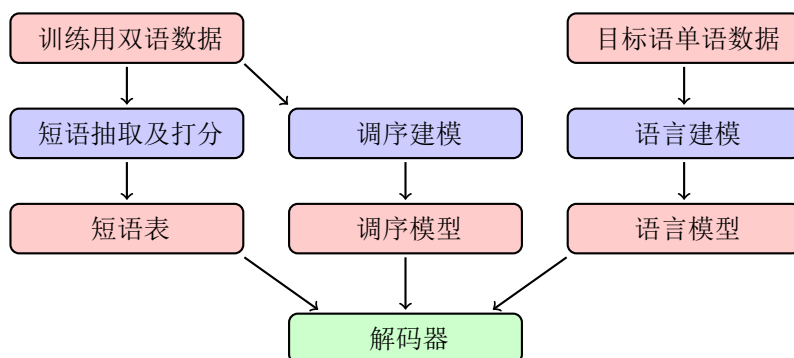 训练用双语数据
目标语单语数据
短语抽取及打分
调序建模
语言建模
短语表
调序模型
语言模型
解码器